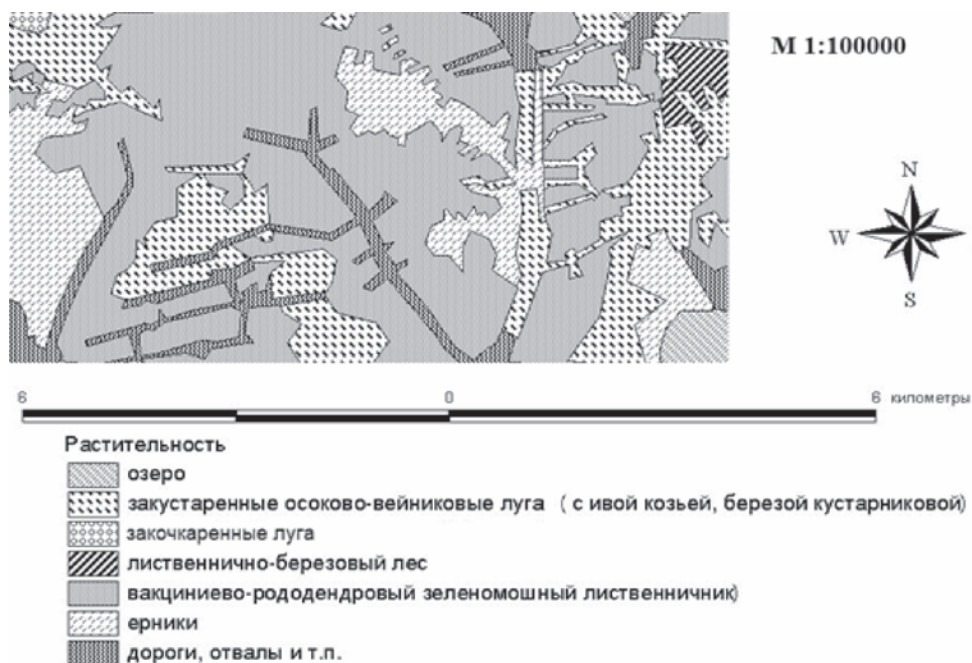 М 1:100000
N
W
S
6 0 6 километры
Растительность
озеро
закустаренные осоково-вейниковые луга ( с ивой козьей, березой кустарниковой)
закочкаренные луга
лиственнично-березовый лес
вакциниево-рододендровый зеленомошный лиственничник)
ерники
дороги, отвалы и т.п.